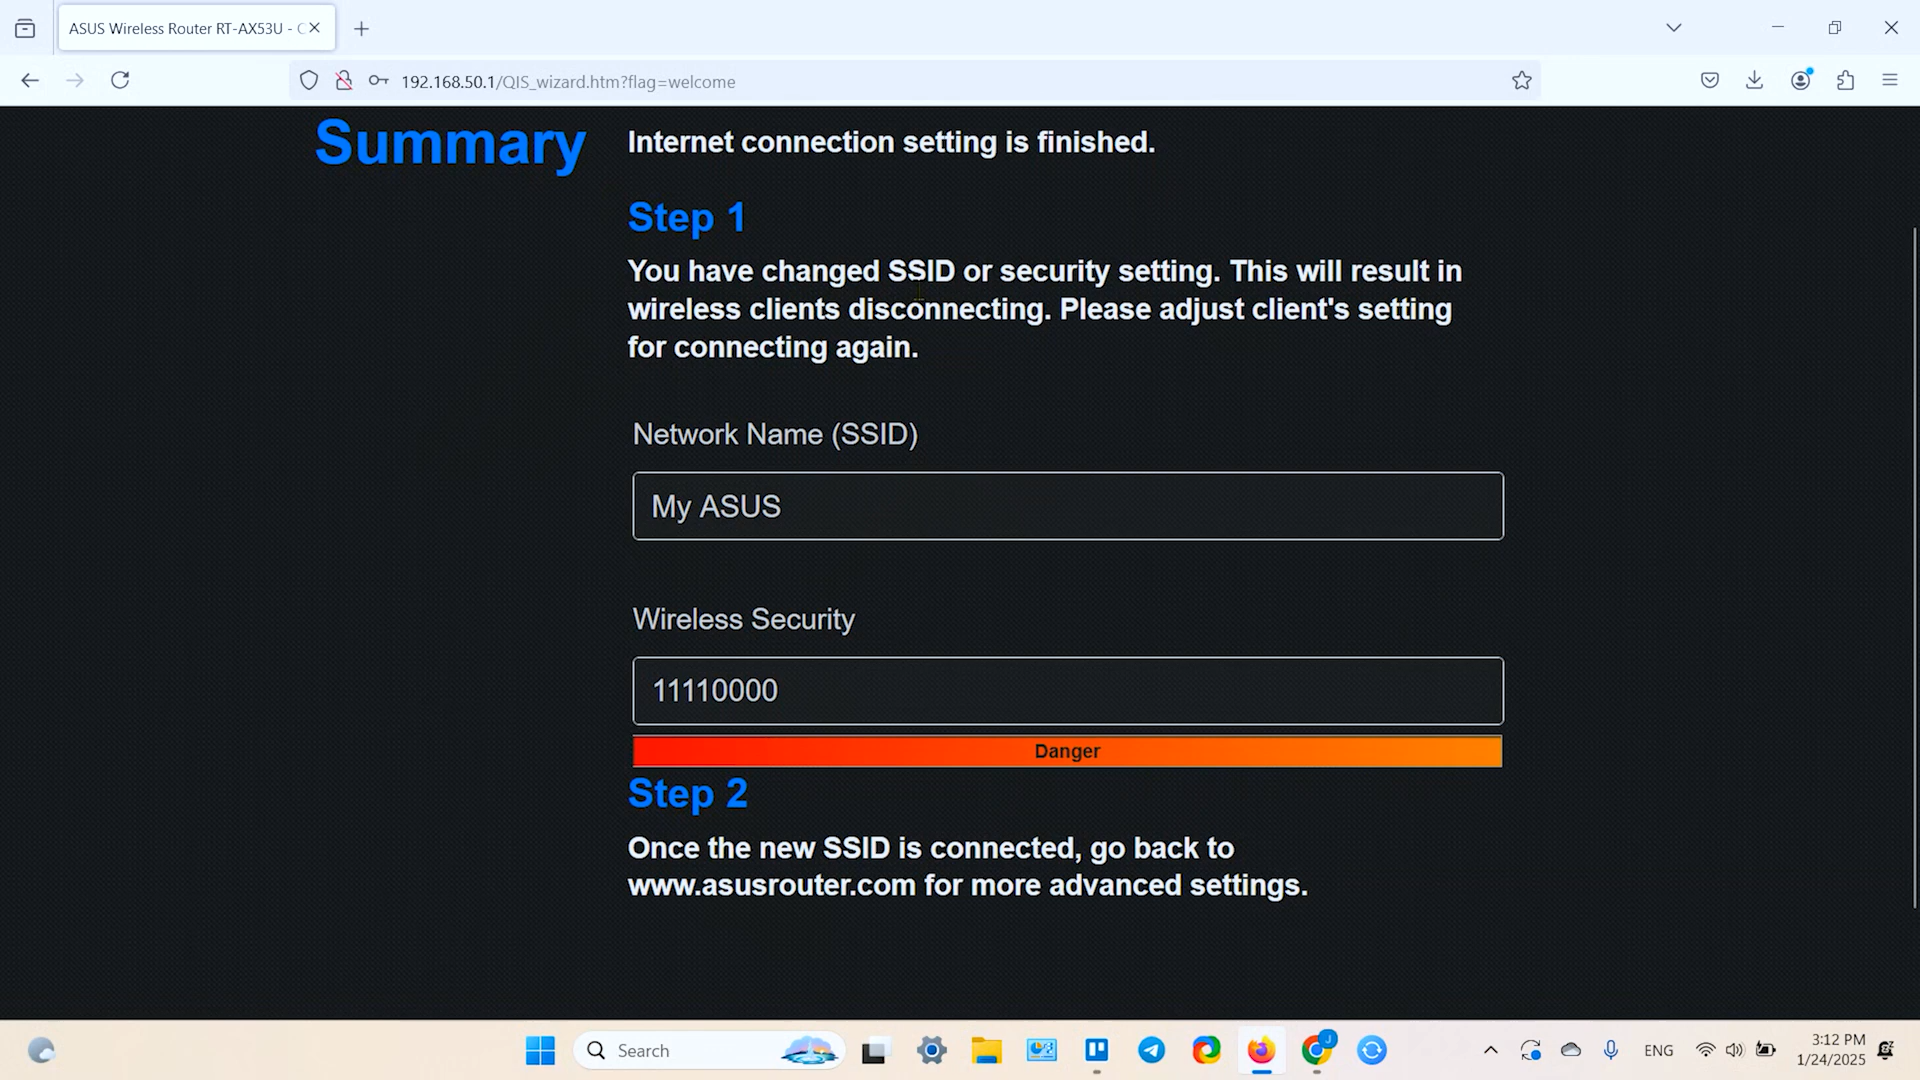 ASUS Wireless Router RT-AX53U -
192.168.50.1/QIS_wizard.htm?flag=welcome
Summary
Internet connection setting is finished.
Step 1
You have changed SSID or security setting. This will result in
wireless clients disconnecting. Please adjust client's setting
for connecting again.
Network Name (SSID)
My ASUS
Wireless Security
11110000
Danger
Step 2
Once the new SSID is connected, go back to
www.asusrouter.com for more advanced settings.
Search
J
ENG
3:12 PM
1/24/2025